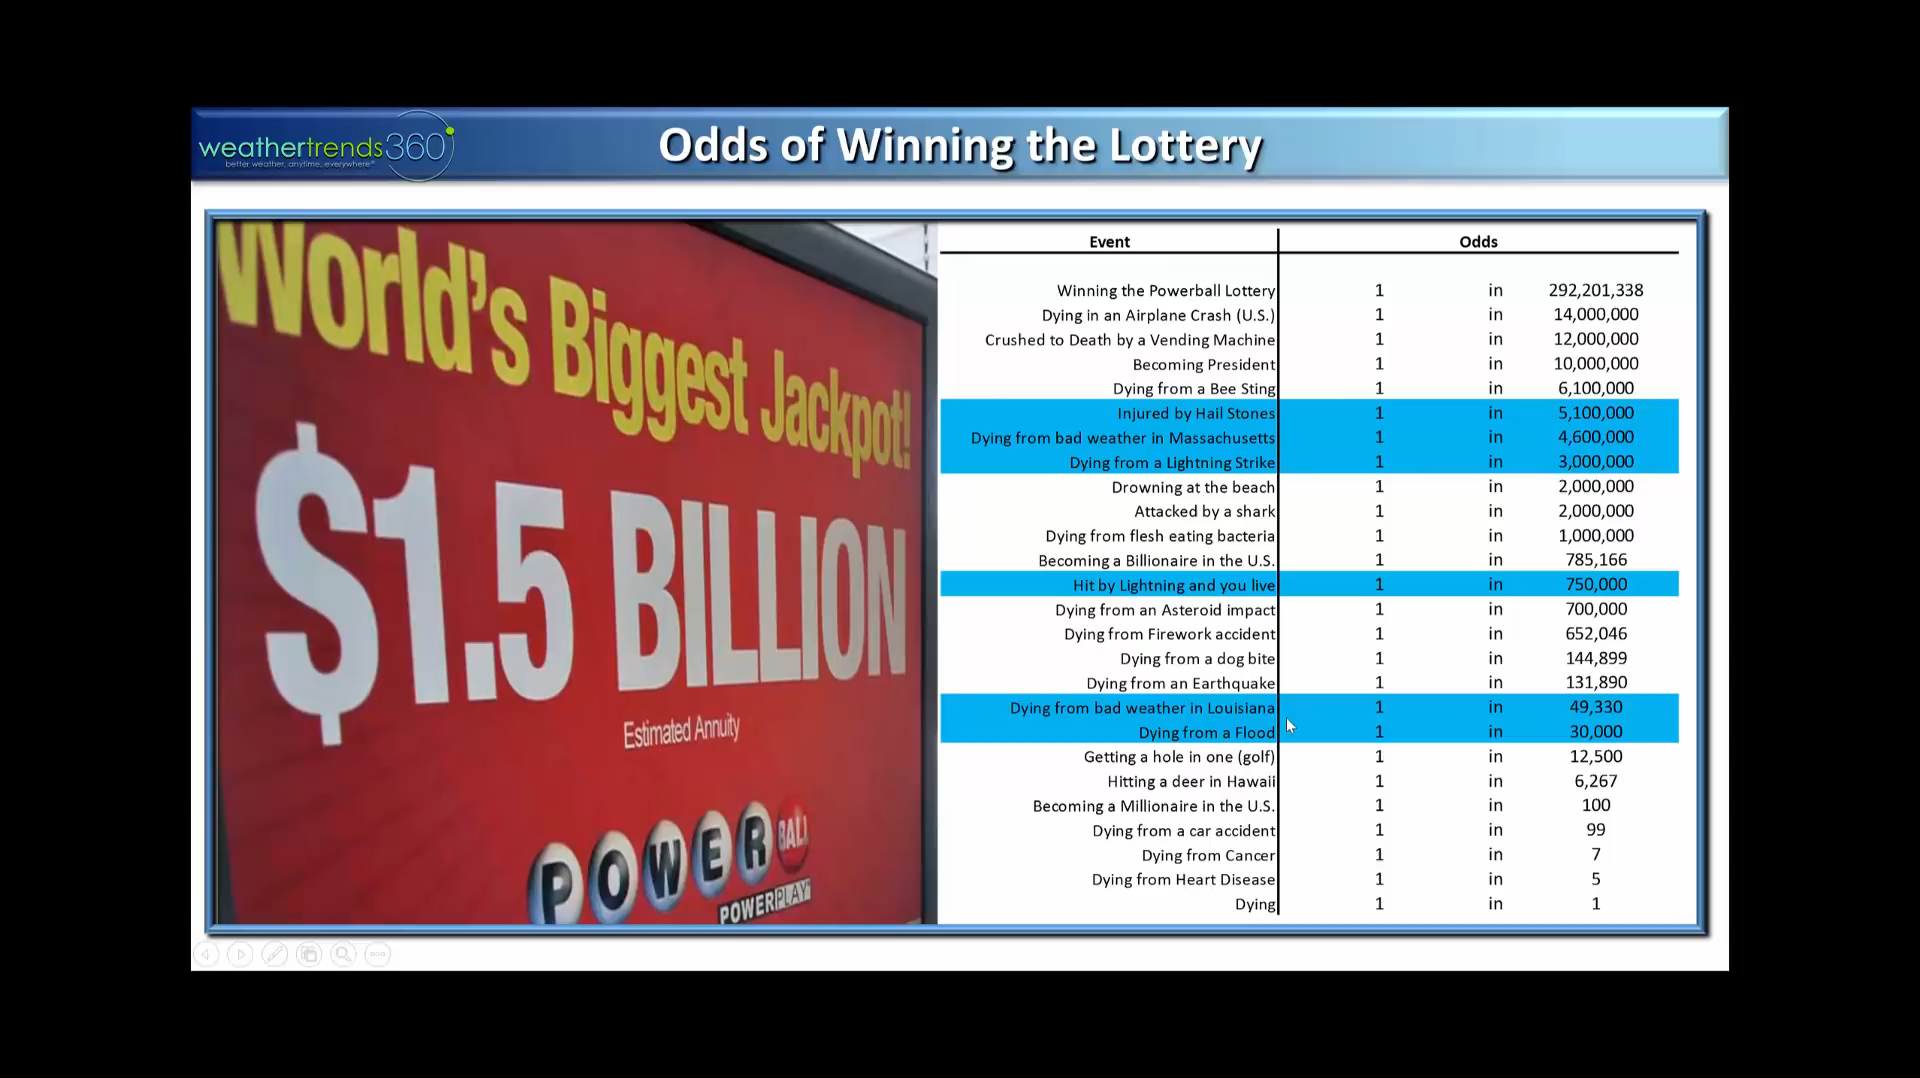 weathertrends360
better weather, anytime, everywhere®
Odds of Winning the Lottery
World's Biggest Jackpot!
$1.5 BILLION
Estimated Annuity
POWER BALL
POWERPLAY
Event Odds
Winning the Powerball Lottery 1 in 292,201,338
Dying in an Airplane Crash (U.S.) 1 in 14,000,000
Crushed to Death by a Vending Machine 1 in 12,000,000
Becoming President 1 in 10,000,000
Dying from a Bee Sting 1 in 6,100,000
Injured by Hail Stones 1 in 5,100,000
Dying from bad weather in Massachusetts 1 in 4,600,000
Dying from a Lightning Strike 1 in 3,000,000
Drowning at the beach 1 in 2,000,000
Attacked by a shark 1 in 2,000,000
Dying from flesh eating bacteria 1 in 1,000,000
Becoming a Billionaire in the U.S. 1 in 785,166
Hit by Lightning and you live 1 in 750,000
Dying from an Asteroid impact 1 in 700,000
Dying from Firework accident 1 in 652,046
Dying from a dog bite 1 in 144,899
Dying from an Earthquake 1 in 131,890
Dying from bad weather in Louisiana 1 in 49,330
Dying from a Flood 1 in 30,000
Getting a hole in one (golf) 1 in 12,500
Hitting a deer in Hawaii 1 in 6,267
Becoming a Millionaire in the U.S. 1 in 100
Dying from a car accident 1 in 99
Dying from Cancer 1 in 7
Dying from Heart Disease 1 in 5
Dying 1 in 1